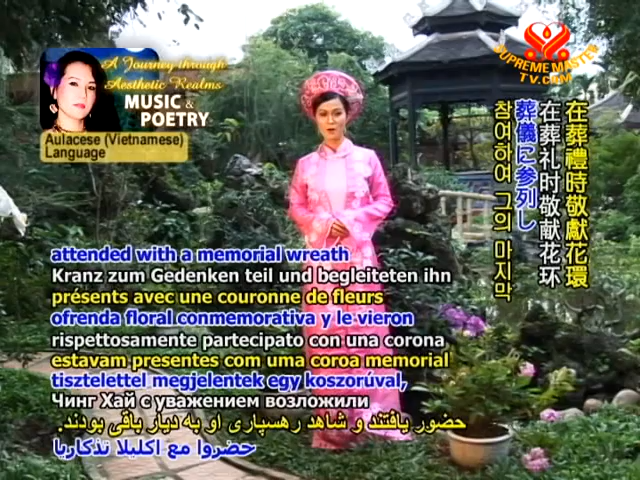 A Journey through
Aesthetic Realms
MUSIC &
POETRY
Aulacese (Vietnamese)
Language
SUPREME MASTER
TV.COM
在葬禮時敬獻花環
在葬礼时敬献花环
葬儀に参列し
참여하여 그의 마지막
attended with a memorial wreath
Kranz zum Gedenken teil und begleiteten ihn
présents avec une couronne de fleurs
ofrenda floral conmemorativa y le vieron
rispettosamente partecipato con una corona
estavam presentes com uma coroa memorial
tisztelettel megjelentek egy koszorúval,
Чинг Хай с уважением возложили
حضور یافتند و شاهد رهسپاری او به دیار باقی بودند.
حضروا مع اكليلا تذكاريا